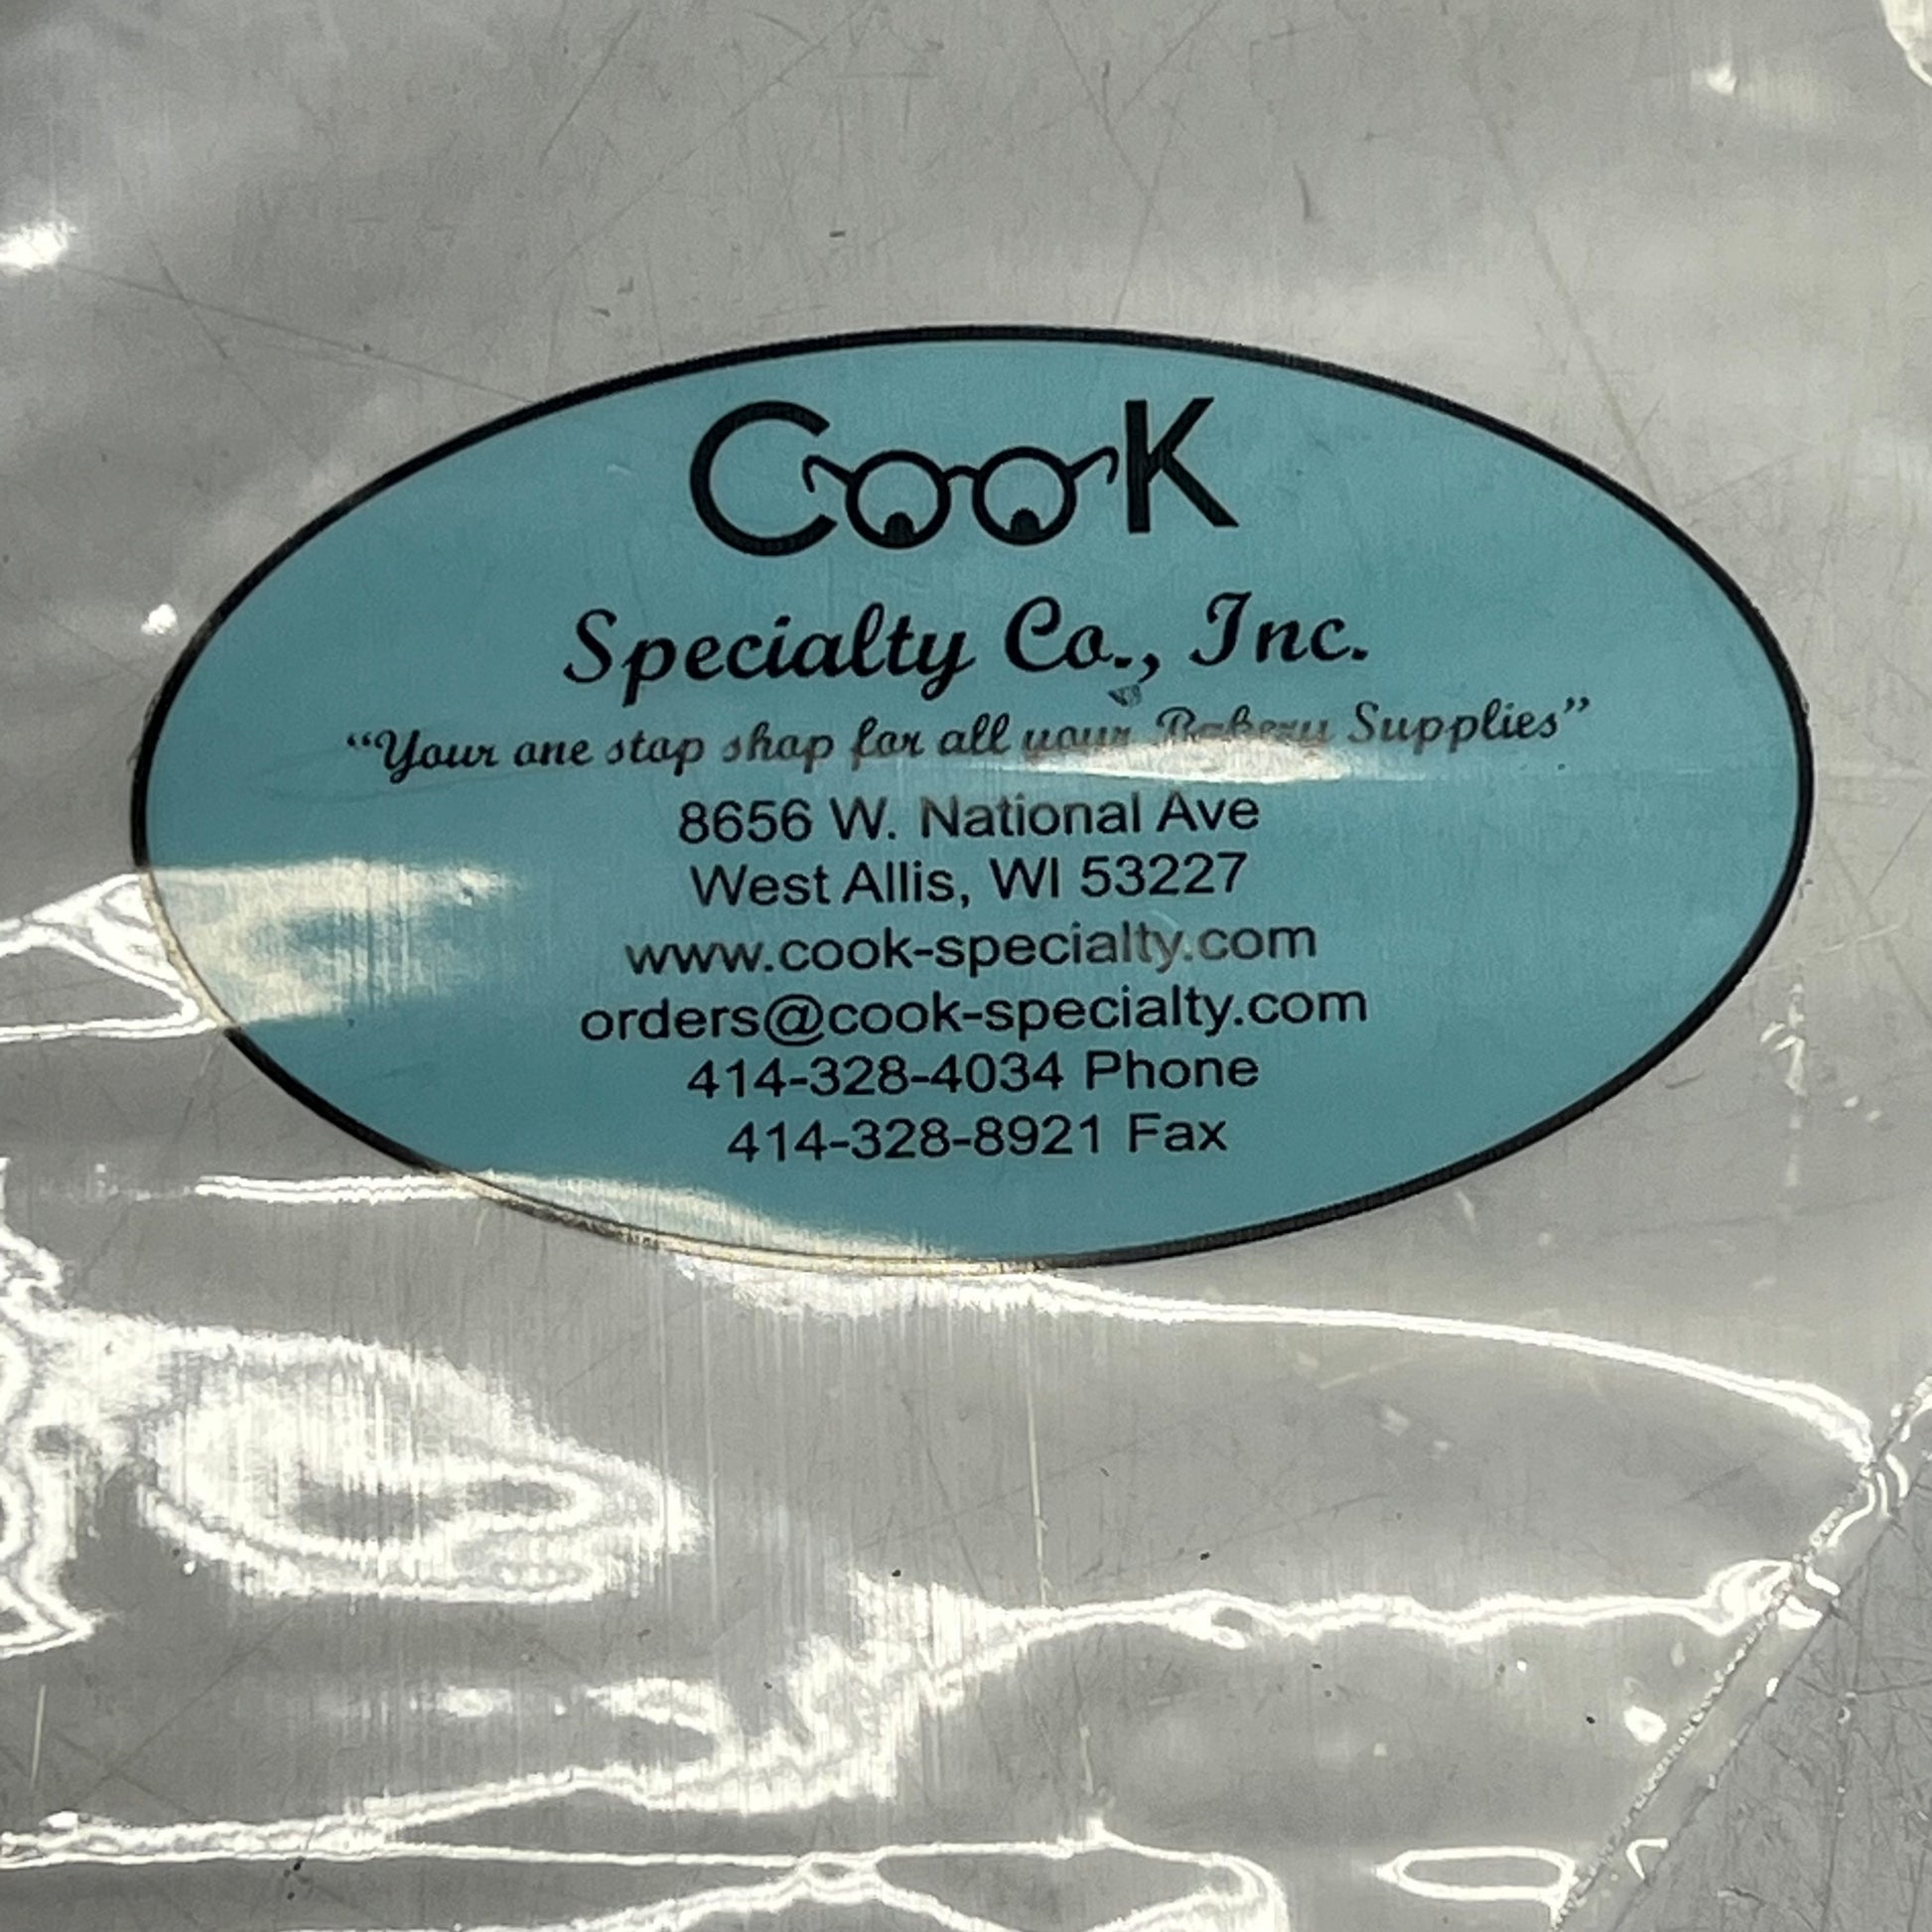 CooK
Specialty Co., Inc.
“Your one stop shop for all your Bakery Supplies”
8656 W. National Ave
West Allis, WI 53227
www.cook-specialty.com
orders@cook-specialty.com
414-328-4034 Phone
414-328-8921 Fax